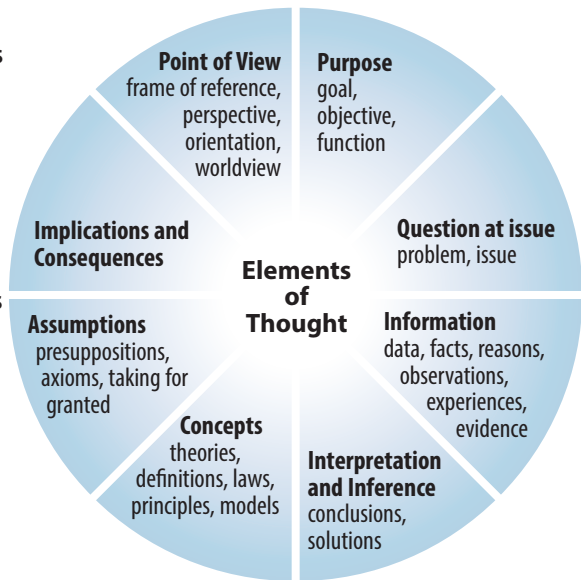 Point of View
frame of reference,
perspective,
orientation,
worldview
Purpose
goal,
objective,
function
Question at issue
problem, issue
Information
data, facts, reasons,
observations,
experiences,
evidence
Interpretation
and Inference
conclusions,
solutions
Concepts
theories,
definitions, laws,
principles, models
Assumptions
presuppositions,
axioms, taking for
granted
Implications and
Consequences
Elements
of
Thought
s
s